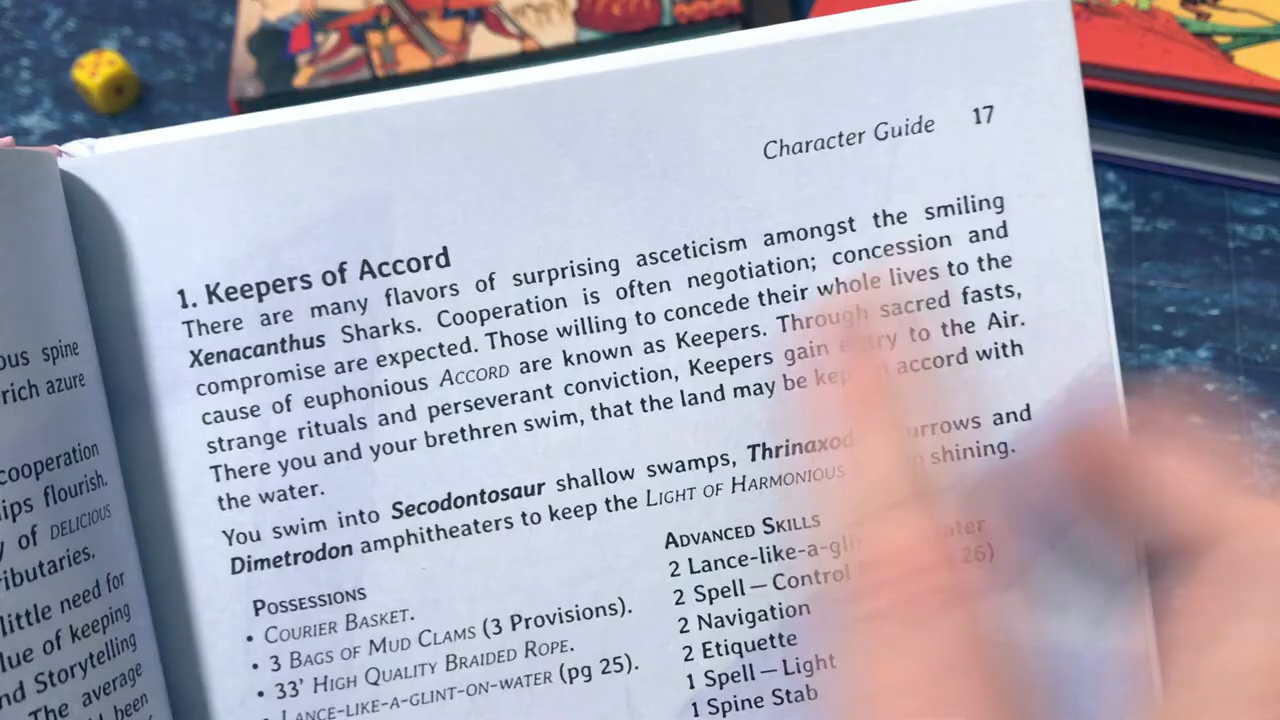 ous spine
rich azure
cooperation
ips flourish.
of DELICIOUS
ributaries.
little need for
lue of keeping
nd Storytelling
The average
been
Character Guide 17
1. Keepers of Accord
There are many flavors of surprising asceticism amongst the smiling
Xenacanthus Sharks. Cooperation is often negotiation; concession and
compromise are expected. Those willing to concede their whole lives to the
cause of euphonious ACCORD are known as Keepers. Through sacred fasts,
strange rituals and perseverant conviction, Keepers gain to the Air.
There you and your brethren swim, that the land may be accord with
the water.
You swim into Secodontosaur shallow swamps, and
Dimetrodon amphitheaters to keep the LIGHT OF HARMONIOUS shining.
POSSESSIONS
• COURIER BASKET.
• 3 BAGS OF MUD CLAMS (3 Provisions).
• 33' HIGH QUALITY BRAIDED ROPE.
• LANCE-LIKE-A-GLINT-ON-WATER (pg 25).
ADVANCED SKILLS
2 Lance-like-a-
2 Spell — Control 26)
2 Navigation
2 Etiquette
1 Spell — Light
1 Spine Stab